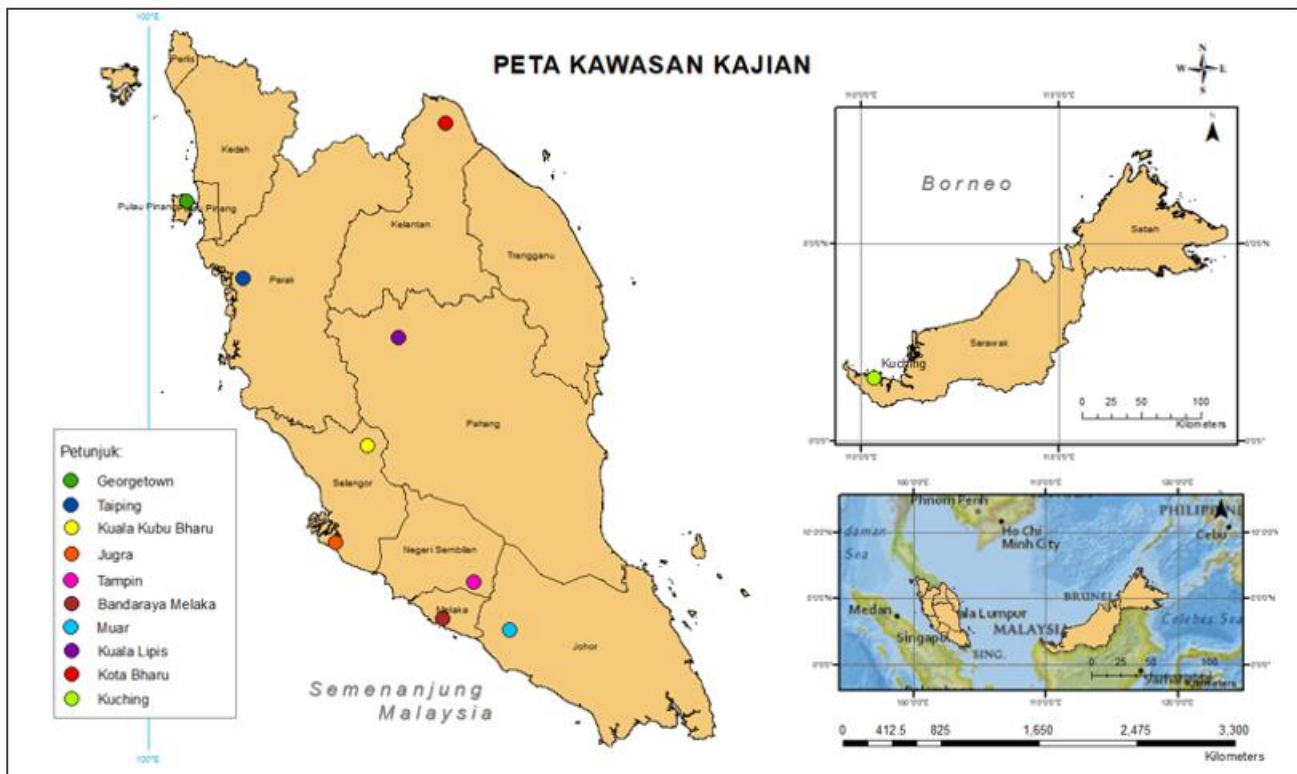 PETA KAWASAN KAJIAN
100°E
N
W
E
S
Perlis
Kedah
Pulau Pinang
Pinang
Perak
Kelantan
Trengganu
Pahang
Selangor
Negeri Sembilan
Melaka
Johor
Semenanjung
Malaysia
100°E
Petunjuk:
Georgetown
Taiping
Kuala Kubu Bharu
Jugra
Tampin
Bandaraya Melaka
Muar
Kuala Lipis
Kota Bharu
Kuching
Borneo
Sabah
Sarawak
Kuching
0 25 50 100
Kilometers
Phnom Penh
Ho Chi
Minh City
PHILIPPINE
Cebu
daman
Sea
Medan
ala Lumpur
BRUNEI
MALAYSIA
Singap
SING.
Celebes Sea
0 25 50 100
Kilometers
0 412.5 825 1,650 2,475 3,300
Kilometers